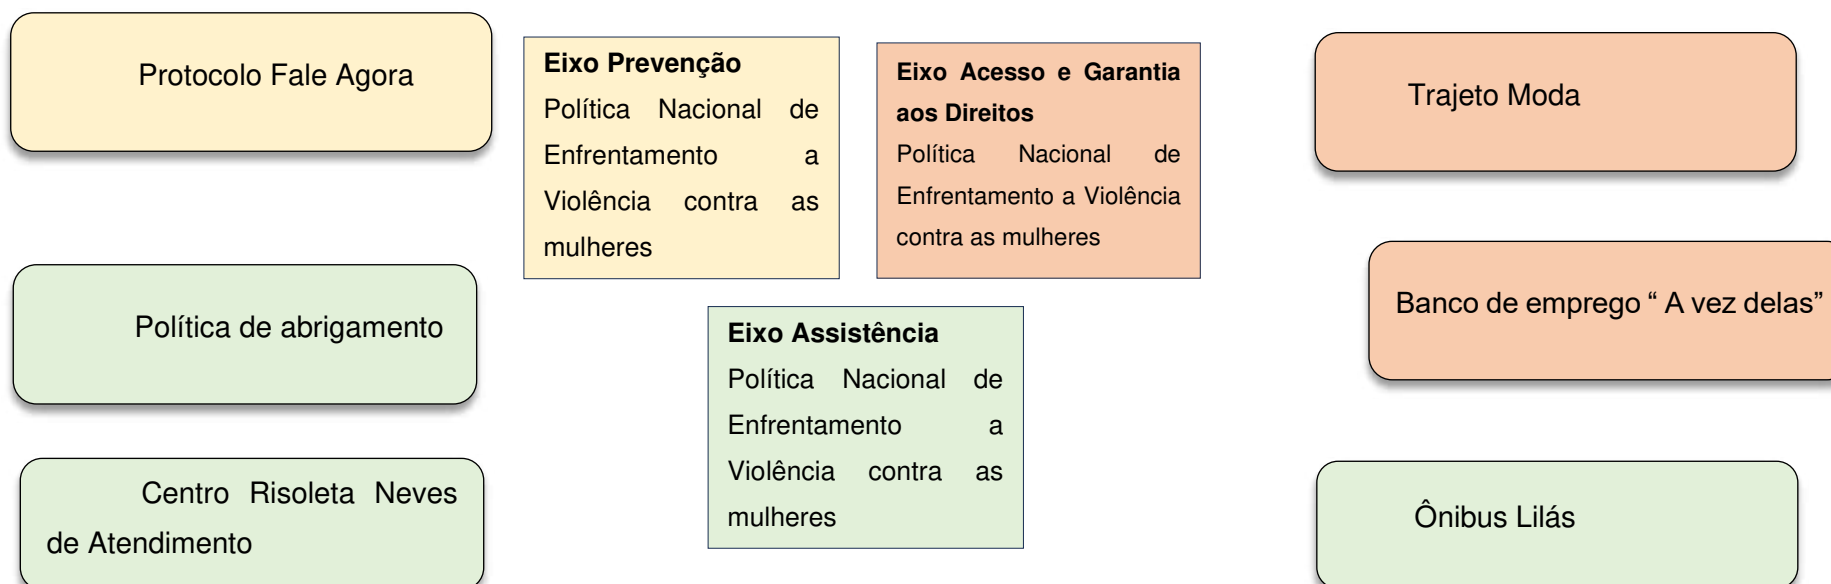 Protocolo Fale Agora
Eixo Prevenção
Política Nacional de
Enfrentamento a
Violência contra as
mulheres
Eixo Acesso e Garantia
aos Direitos
Política Nacional de
Enfrentamento a Violência
contra as mulheres
Trajeto Moda
Política de abrigamento
Eixo Assistência
Política Nacional de
Enfrentamento a
Violência contra as
mulheres
Banco de emprego “ A vez delas”
Centro Risoleta Neves
de Atendimento
Ônibus Lilás